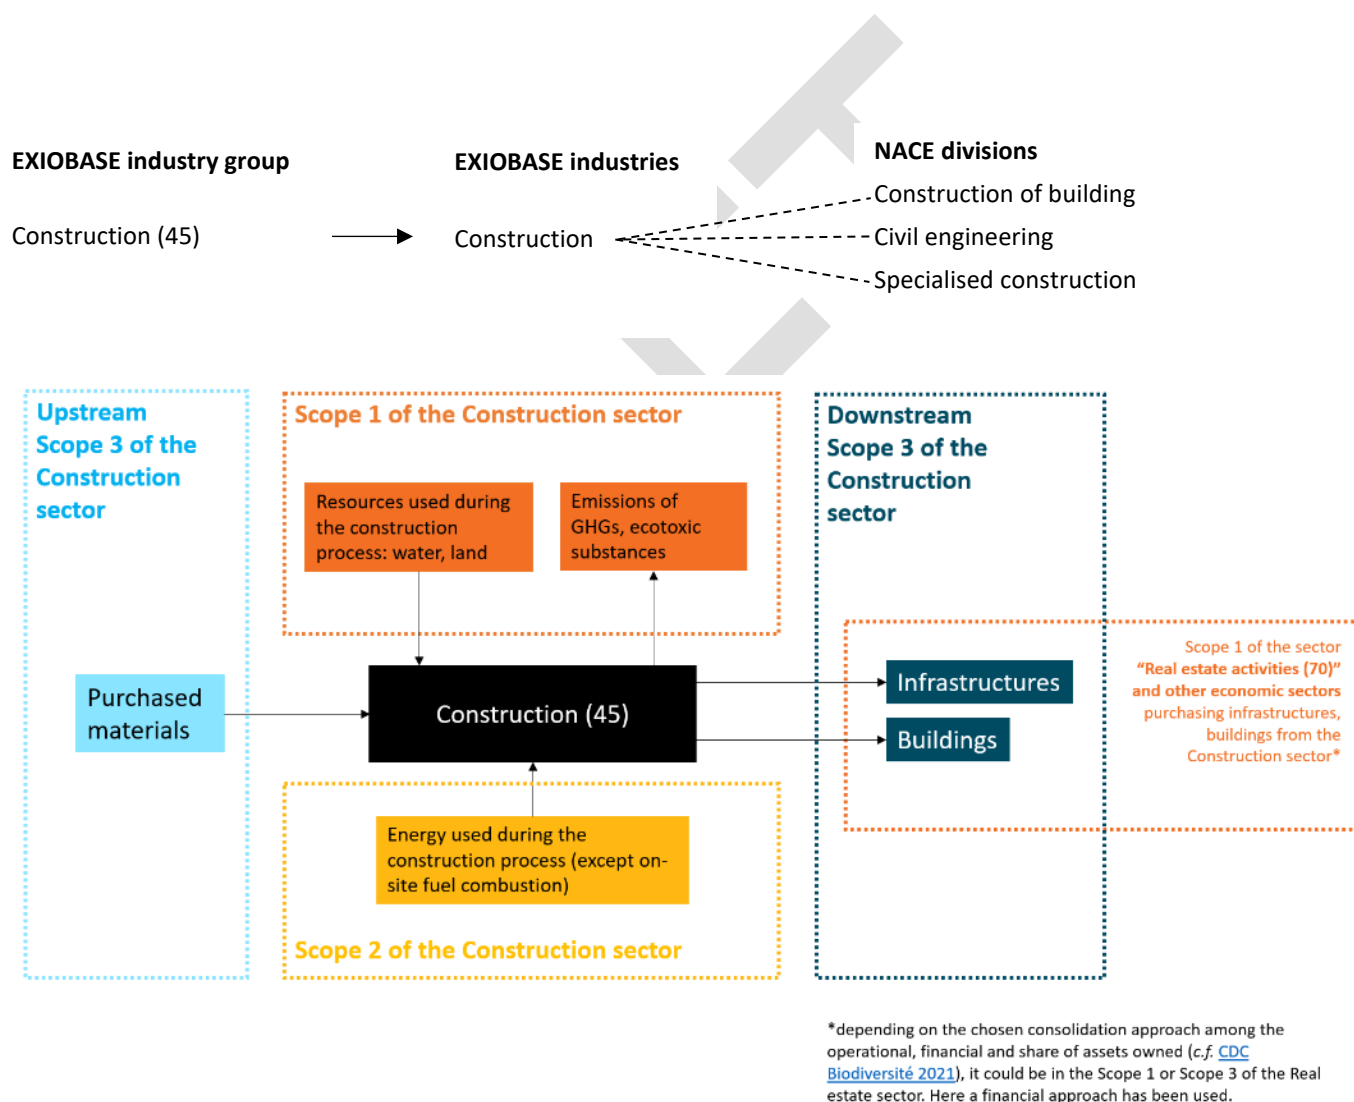 EXIOBASE industry group
EXIOBASE industries
NACE divisions
Construction (45)
Construction
Construction of building
Civil engineering
Specialised construction
Upstream
Scope 3 of the
Construction
sector
Scope 1 of the Construction sector
Resources used during
the construction
process: water, land
Emissions of
GHGs, ecotoxic
substances
Downstream
Scope 3 of the
Construction
sector
Purchased
materials
Construction (45)
Infrastructures
Buildings
Scope 1 of the sector
“Real estate activities (70)”
and other economic sectors
purchasing infrastructures,
buildings from the
Construction sector*
Energy used during the
construction process (except on-
site fuel combustion)
Scope 2 of the Construction sector
*depending on the chosen consolidation approach among the
operational, financial and share of assets owned (c.f. CDC
Biodiversité 2021), it could be in the Scope 1 or Scope 3 of the Real
estate sector. Here a financial approach has been used.